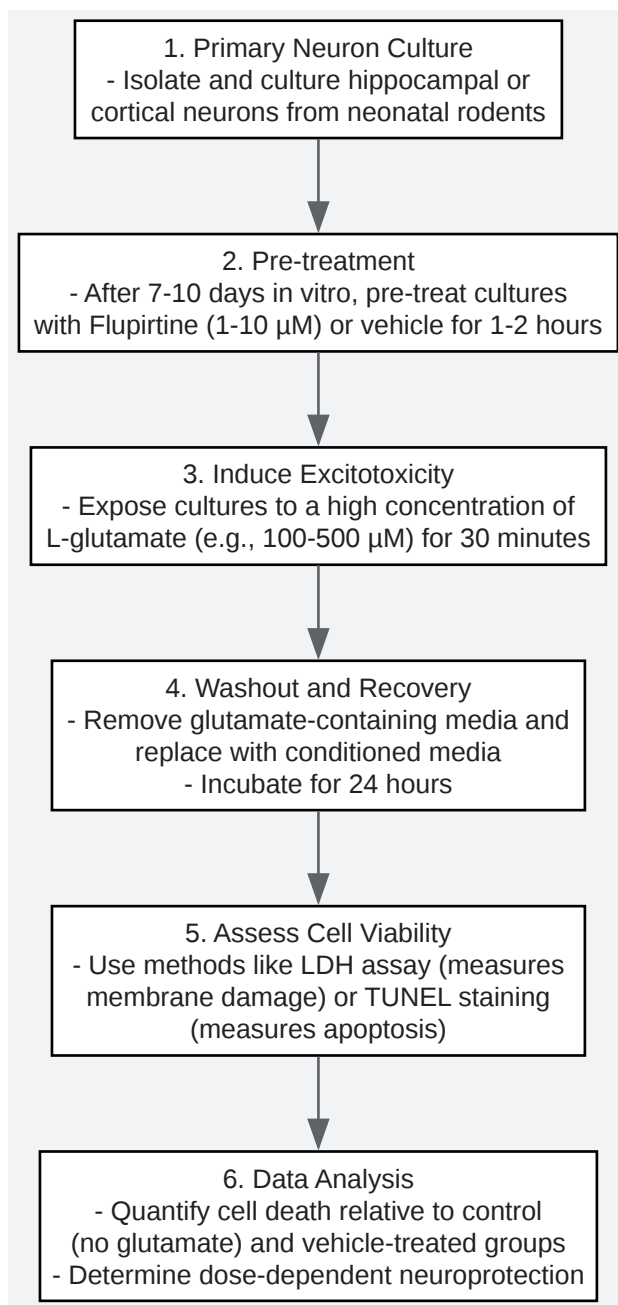 1. Primary Neuron Culture
- Isolate and culture hippocampal or
cortical neurons from neonatal rodents
2. Pre-treatment
- After 7-10 days in vitro, pre-treat cultures
with Flupirtine (1-10 µM) or vehicle for 1-2 hours
3. Induce Excitotoxicity
- Expose cultures to a high concentration of
L-glutamate (e.g., 100-500 µM) for 30 minutes
4. Washout and Recovery
- Remove glutamate-containing media and
replace with conditioned media
- Incubate for 24 hours
5. Assess Cell Viability
- Use methods like LDH assay (measures
membrane damage) or TUNEL staining
(measures apoptosis)
6. Data Analysis
- Quantify cell death relative to control
(no glutamate) and vehicle-treated groups
- Determine dose-dependent neuroprotection